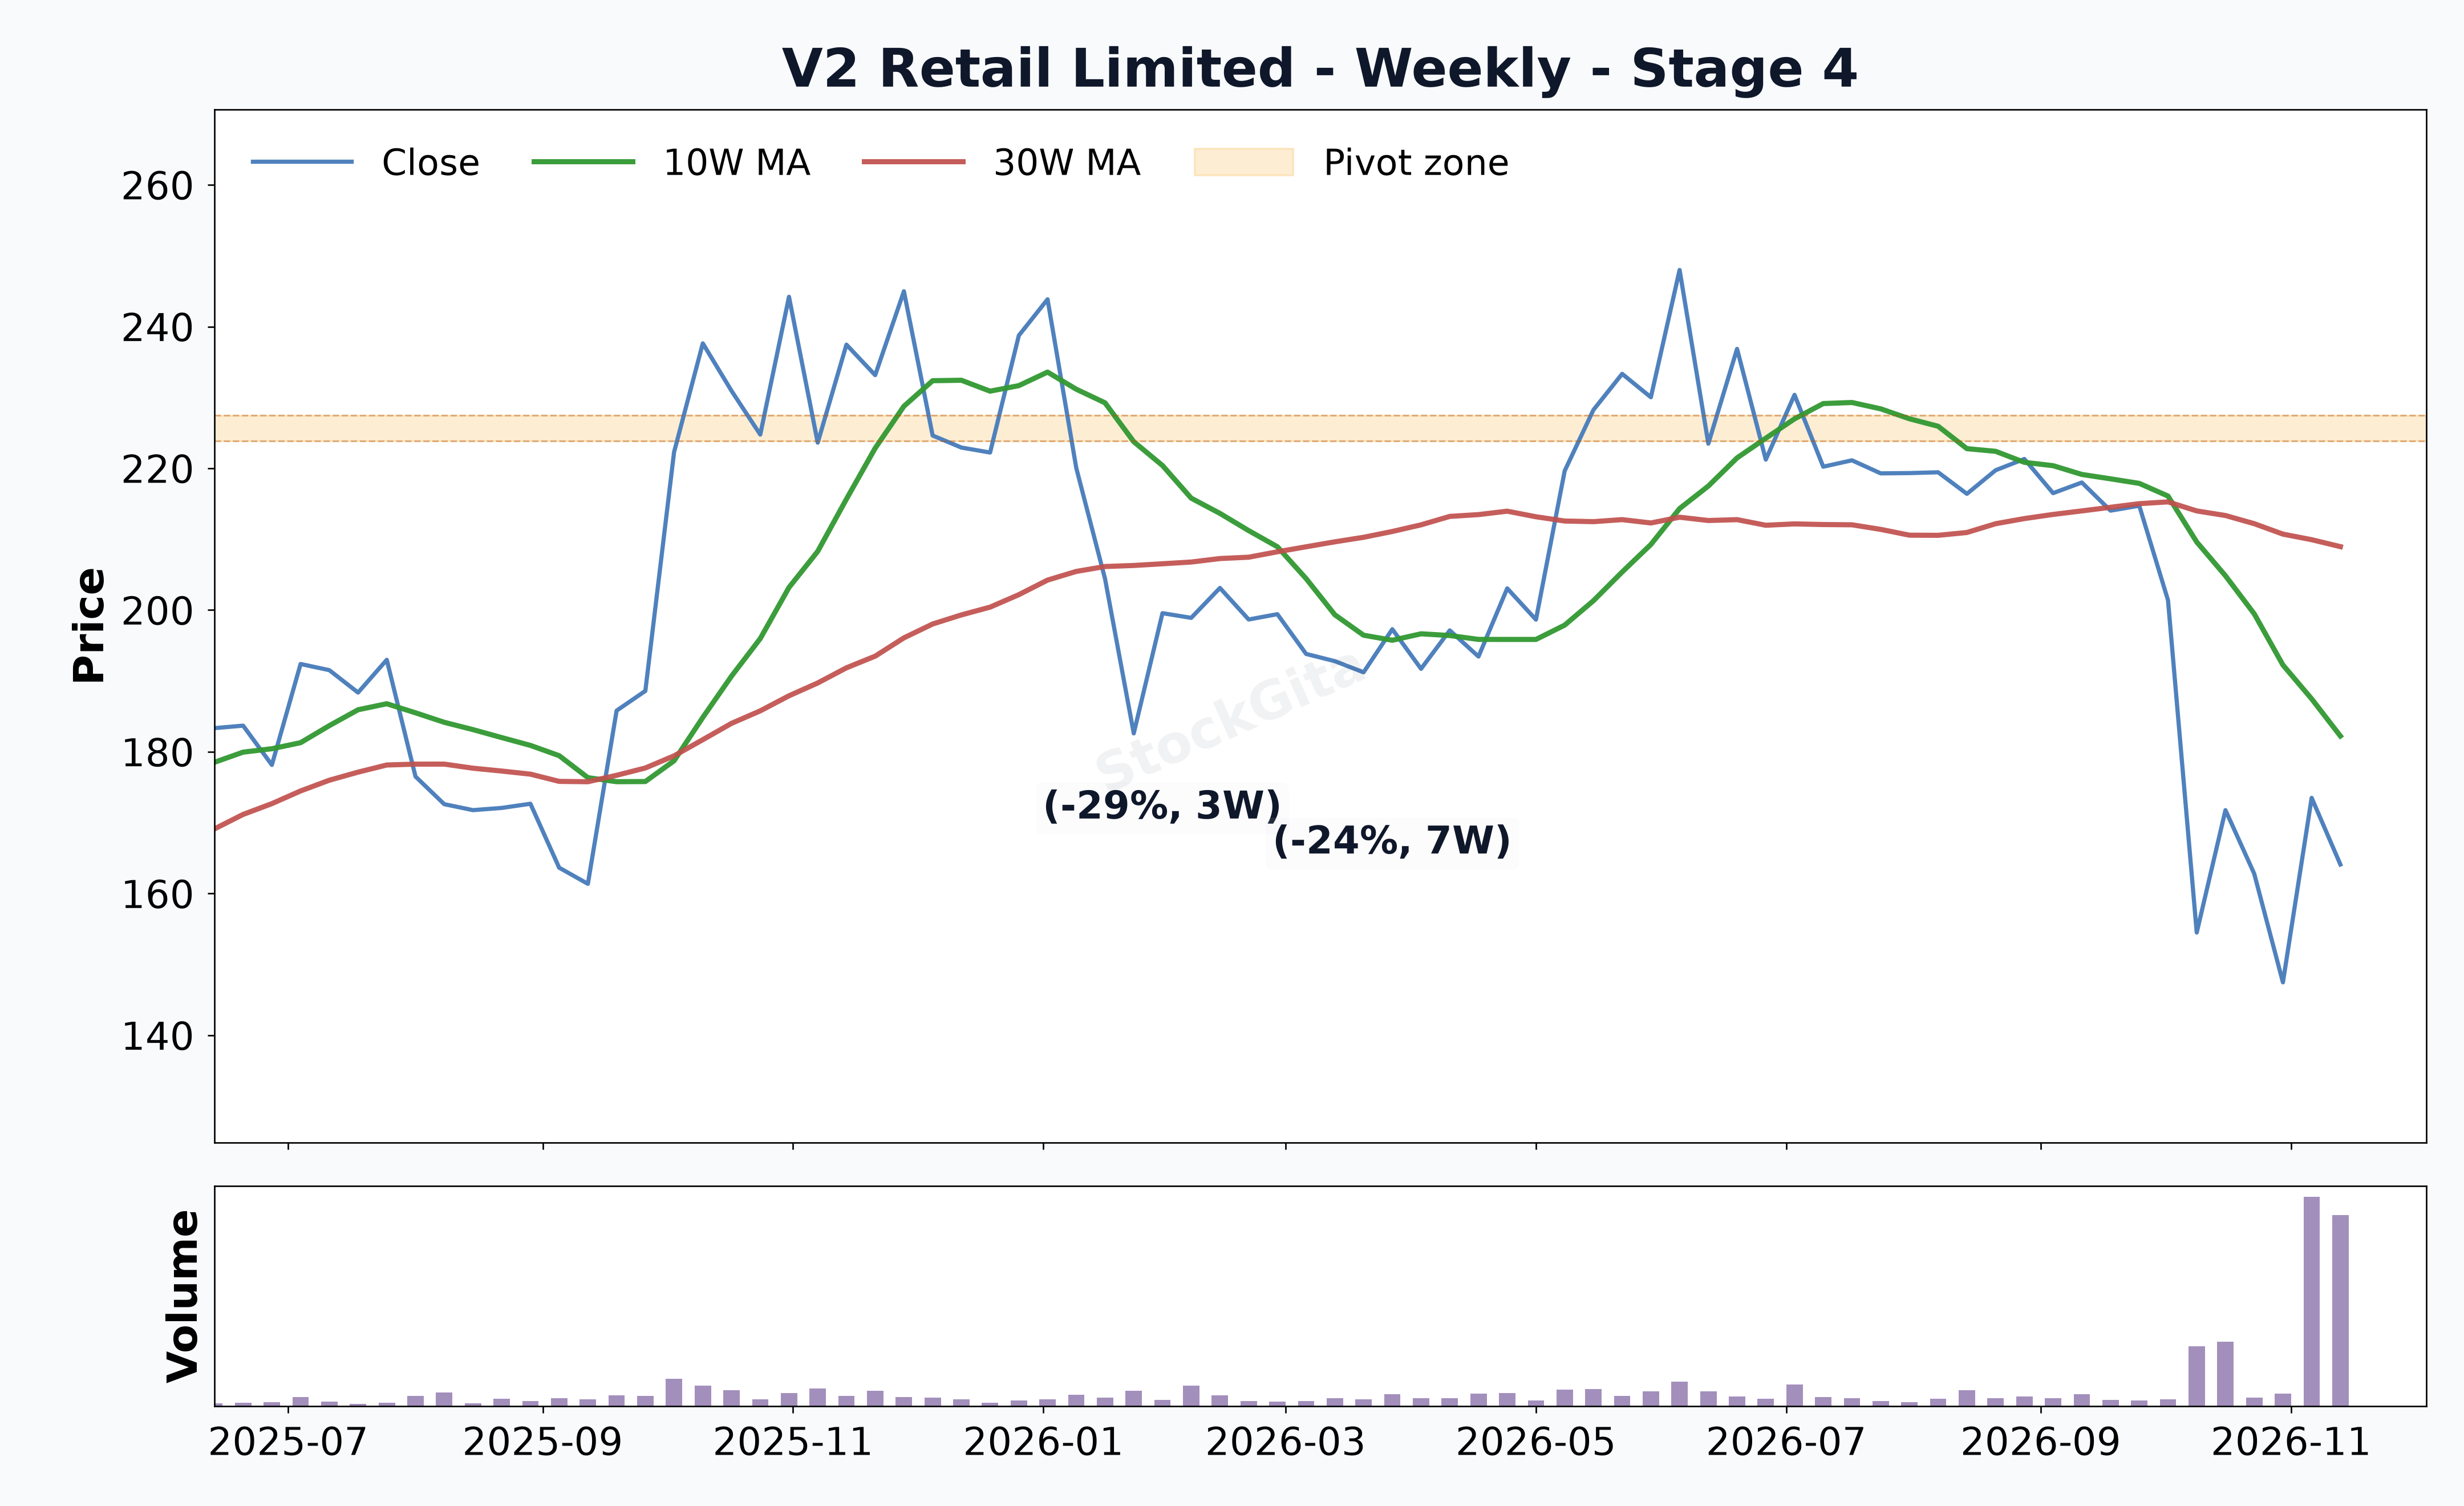 V2 Retail Limited - Weekly - Stage 4
Close 10W MA 30W MA Pivot zone
260
240
220
200
180
160
140
Price
StockGita
(-29%, 3W)
(-24%, 7W)
Volume
2025-07 2025-09 2025-11 2026-01 2026-03 2026-05 2026-07 2026-09 2026-11